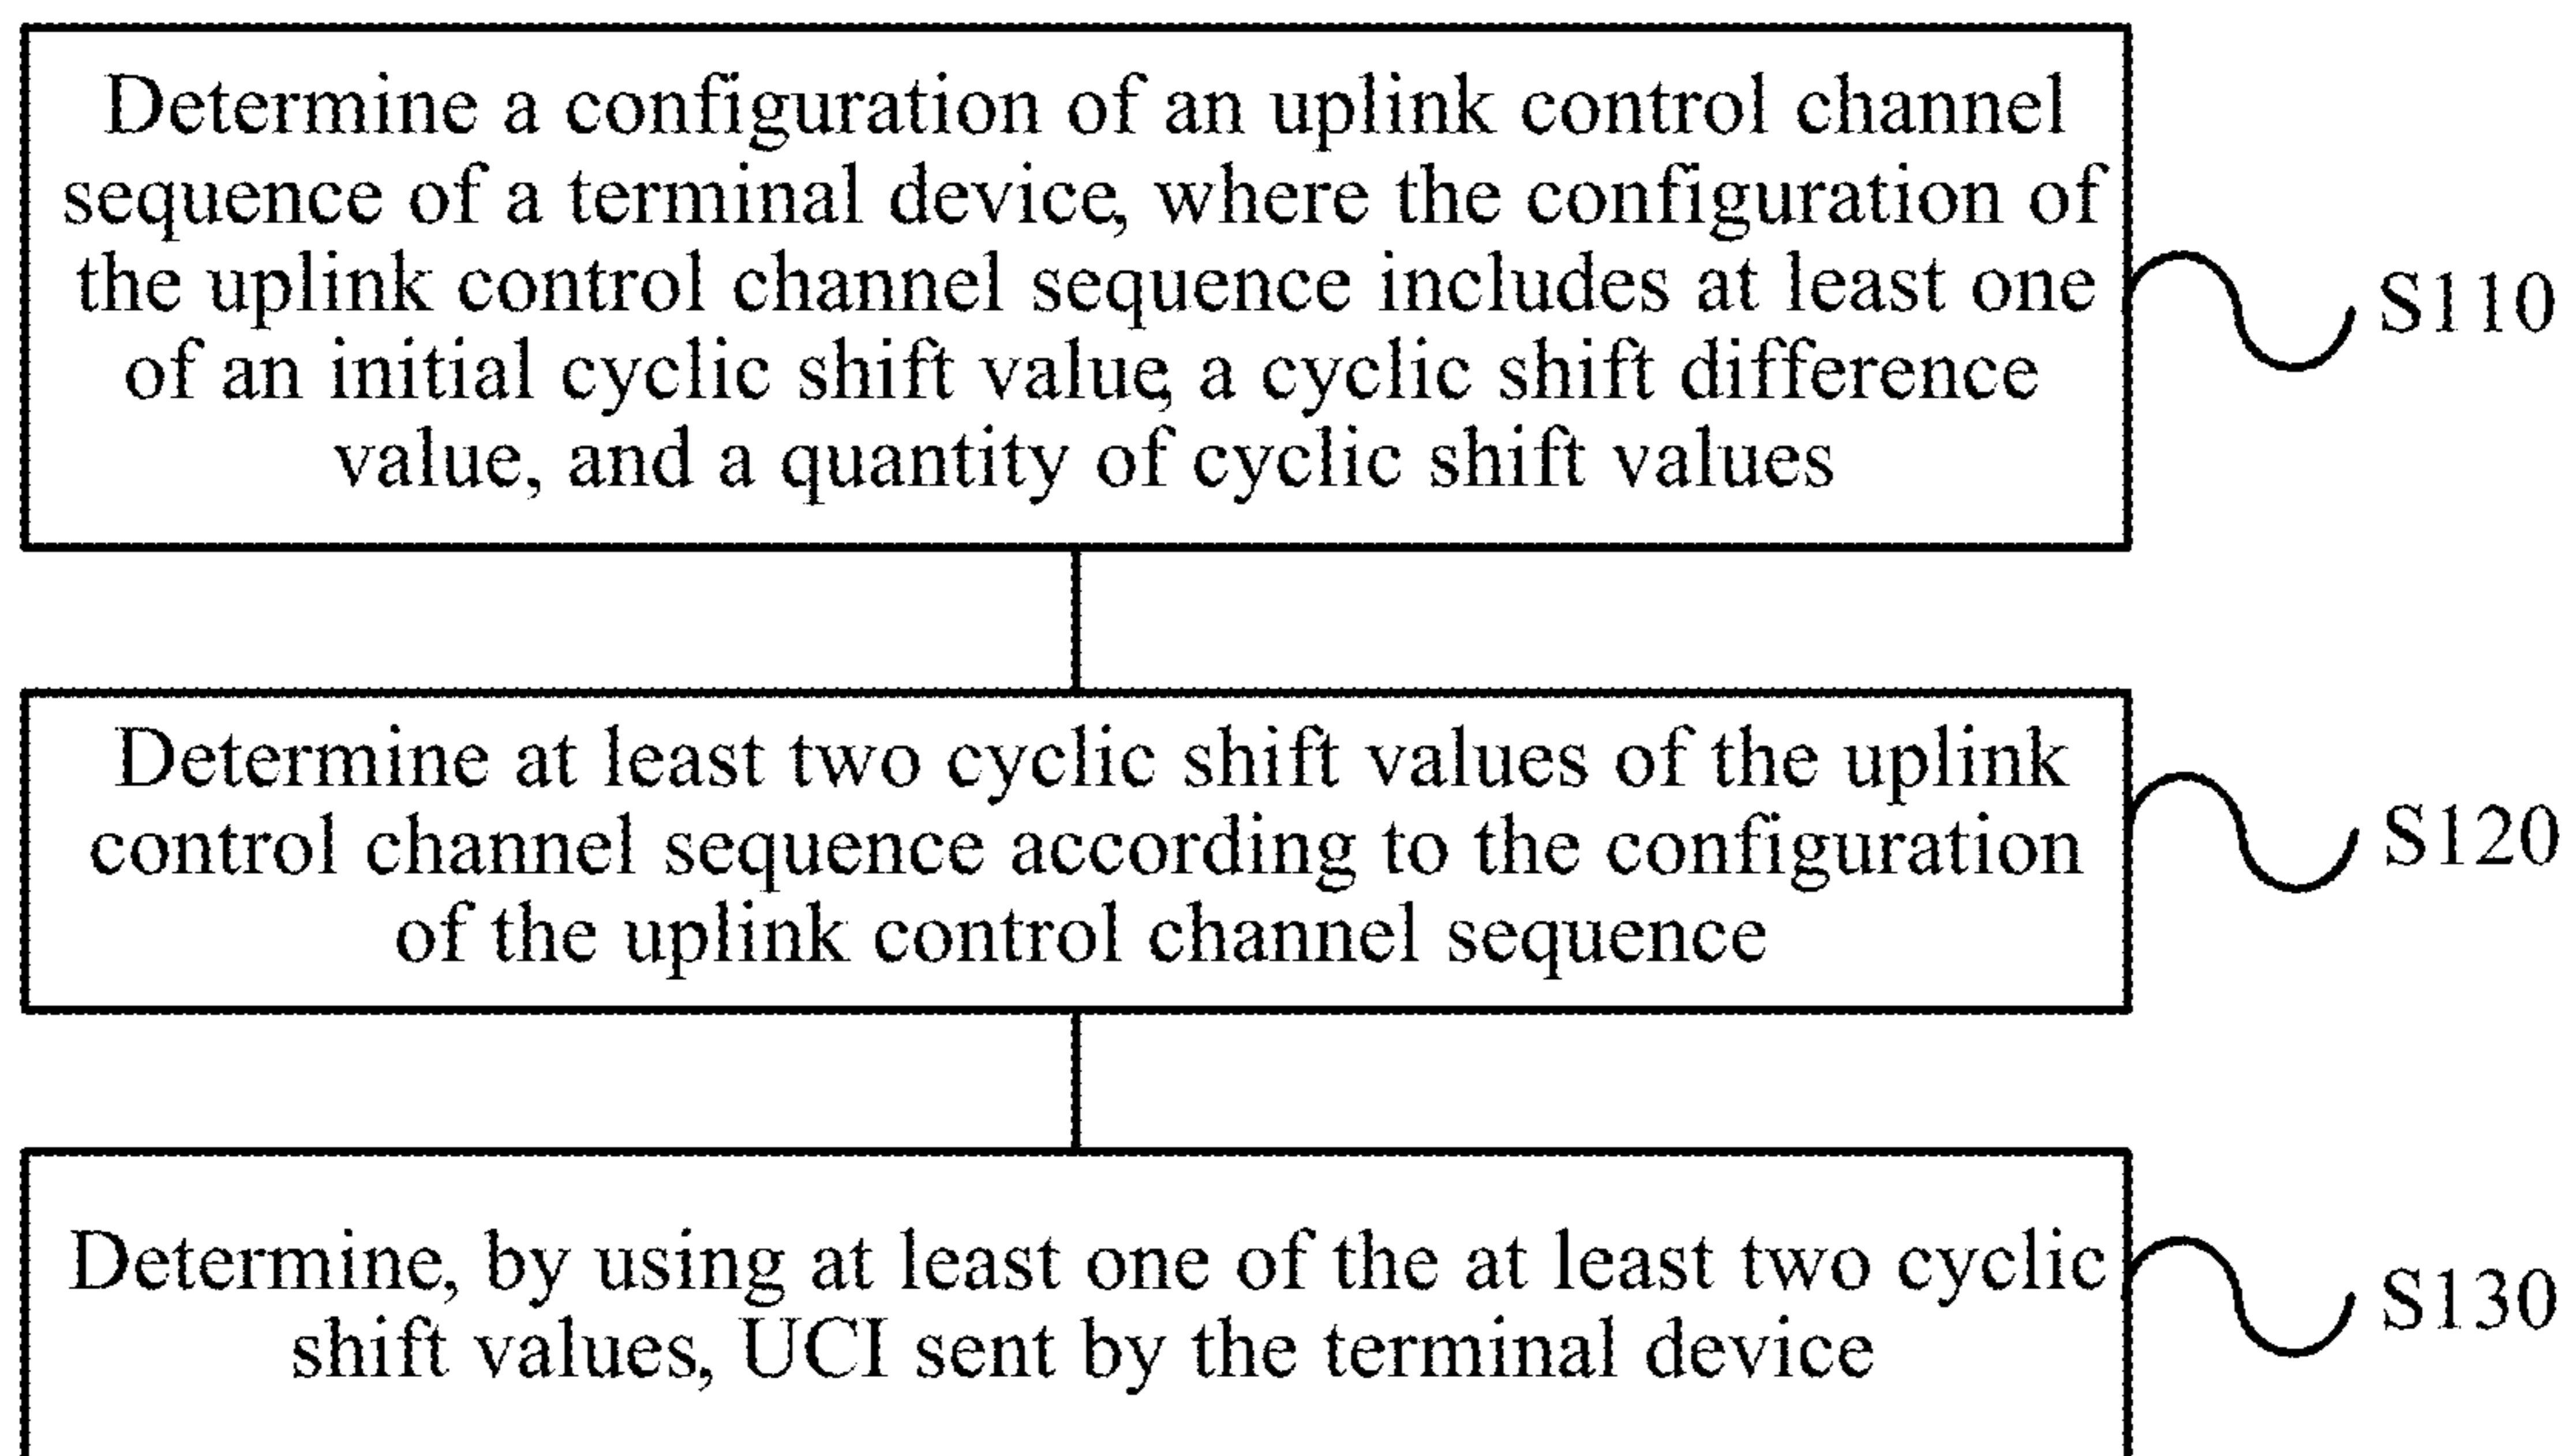 Determine a configuration of an uplink control channel
sequence of a terminal device, where the configuration of
the uplink control channel sequence includes at least one
of an initial cyclic shift value, a cyclic shift difference
value, and a quantity of cyclic shift values
S110
Determine at least two cyclic shift values of the uplink
control channel sequence according to the configuration
of the uplink control channel sequence
S120
Determine, by using at least one of the at least two cyclic
shift values, UCI sent by the terminal device
S130